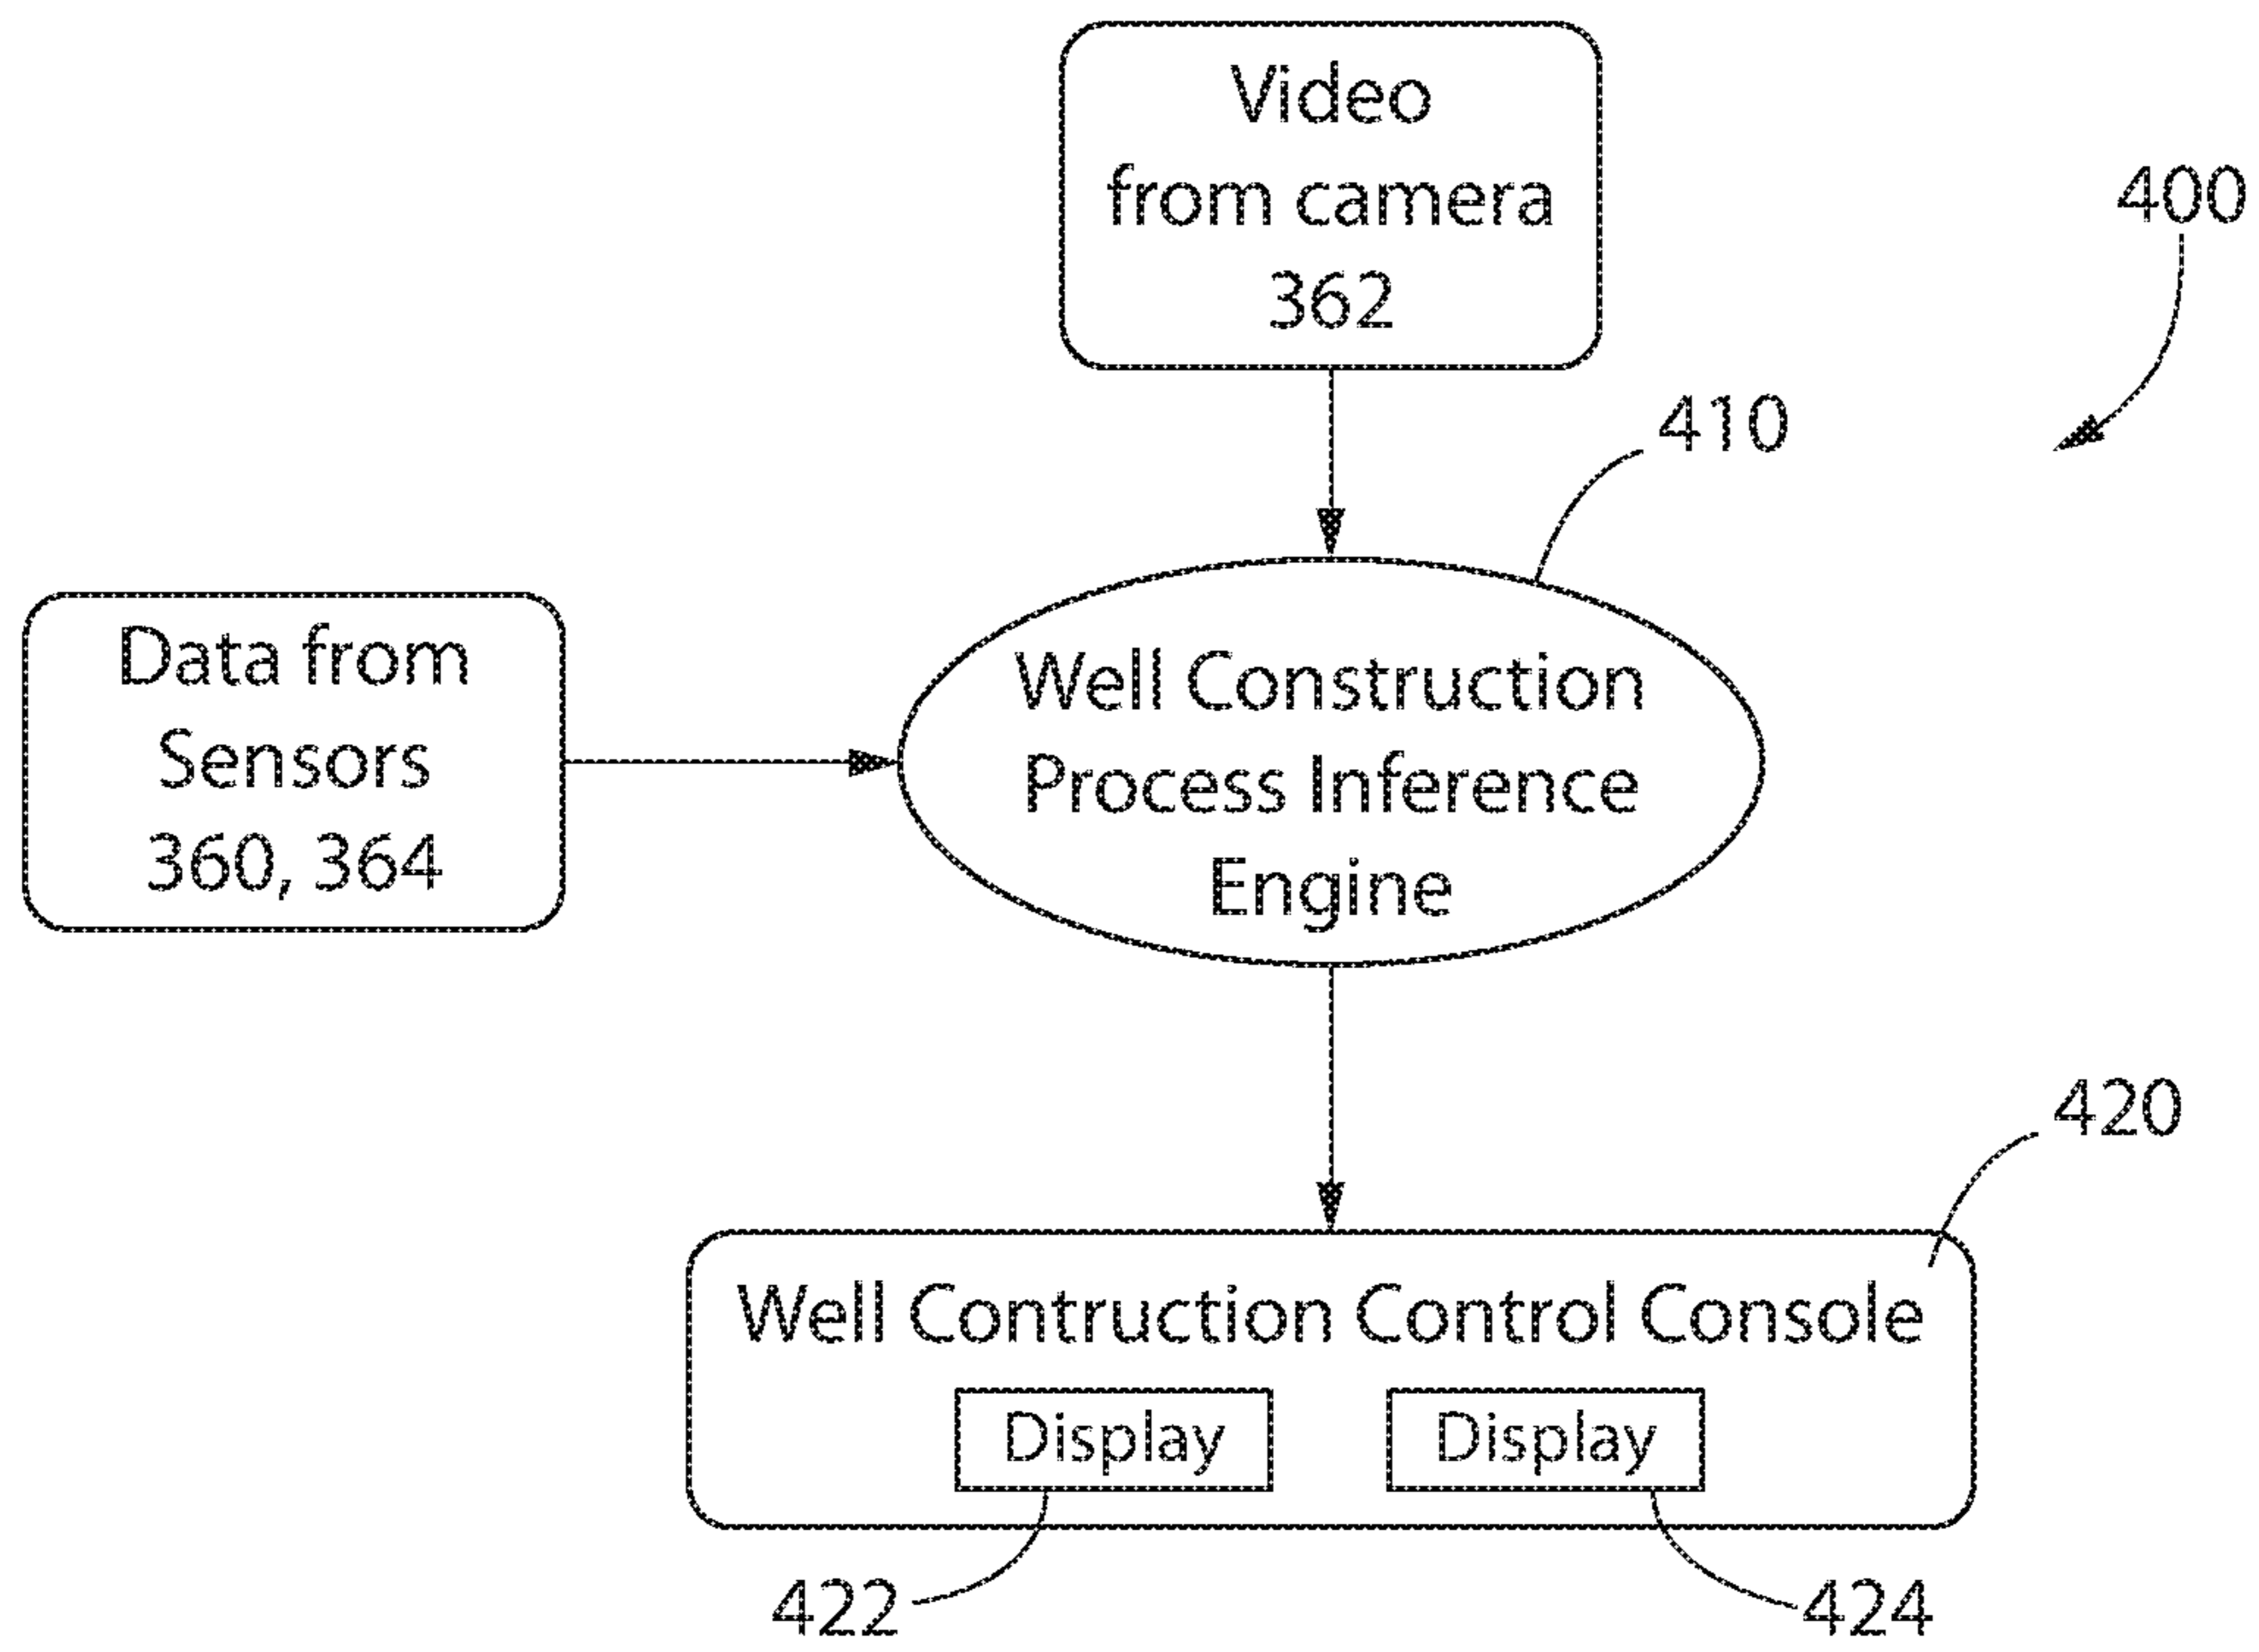 Video
from camera
362
400
410
Data from
Sensors
360, 364
Well Construction
Process Inference
Engine
420
Well Contruction Control Console
Display
Display
422
424